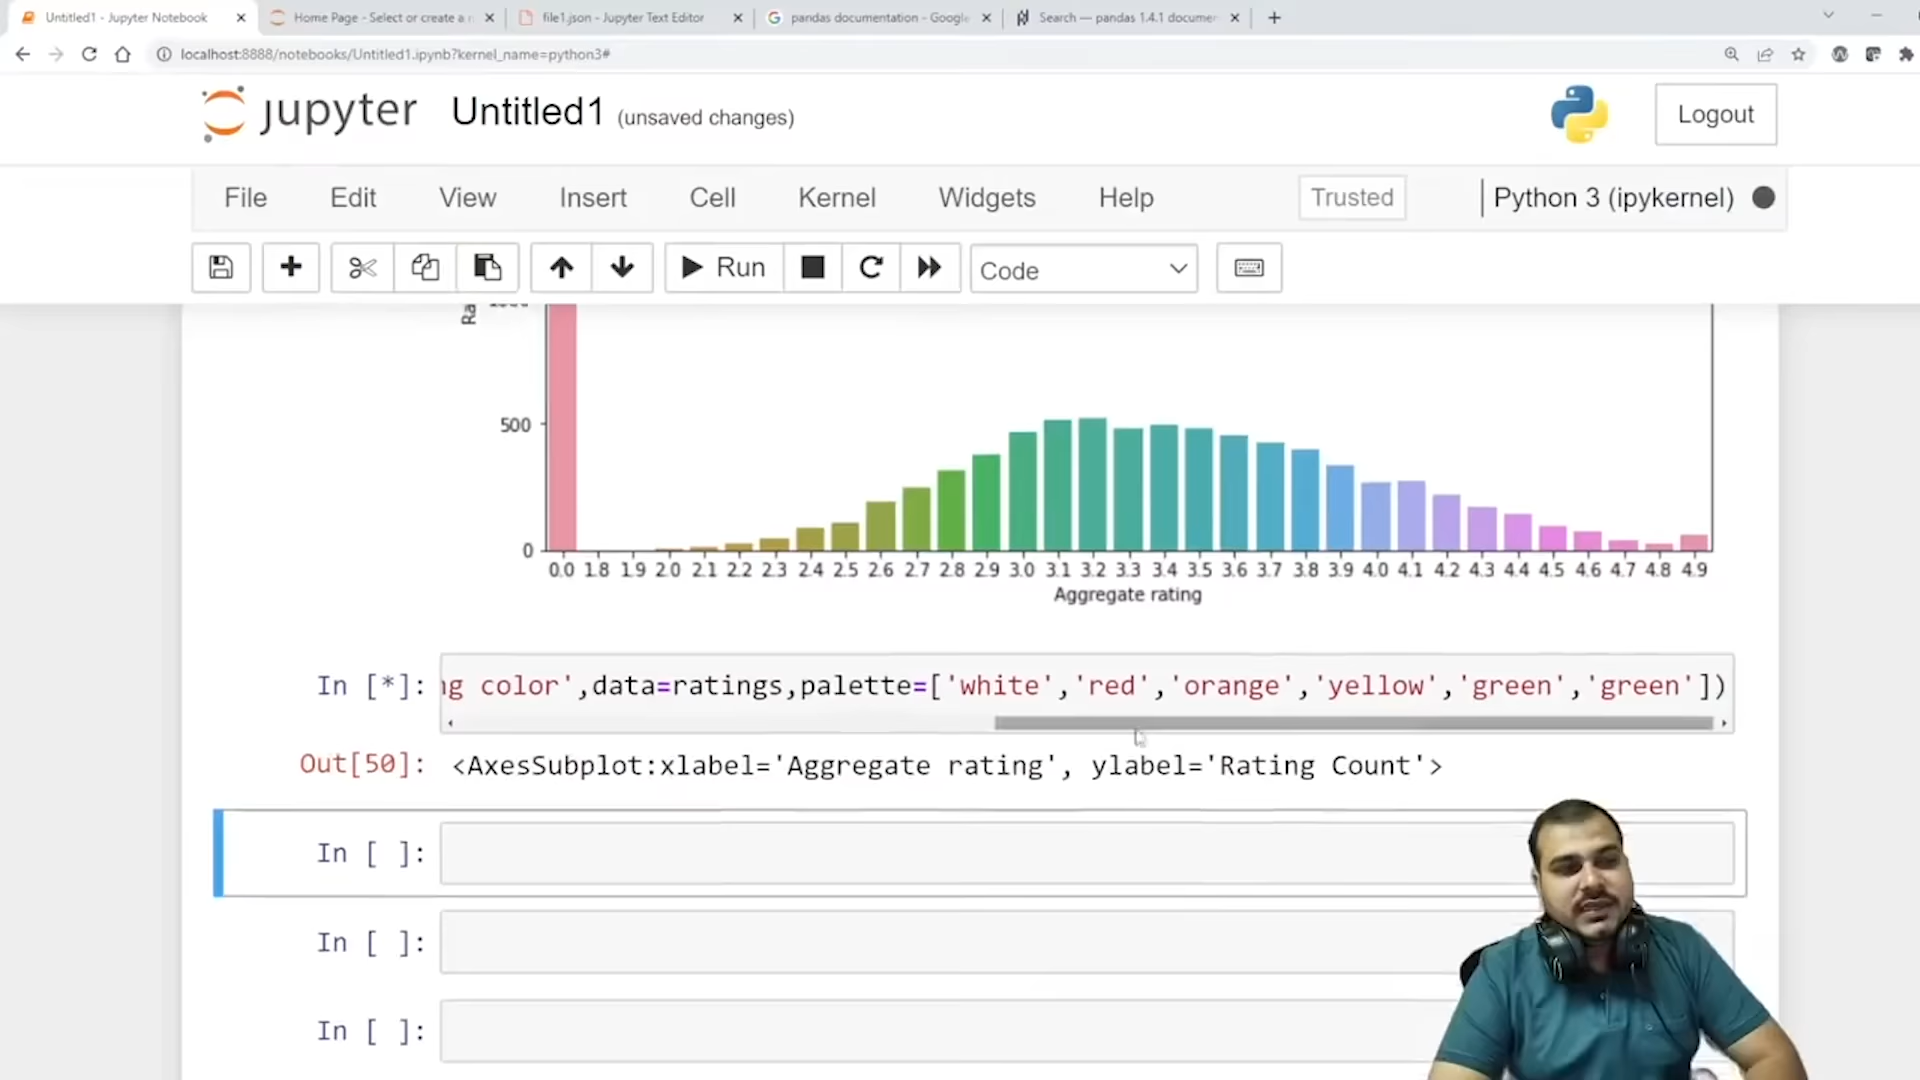 Untitled1 - Jupyter Notebook
Home Page - Select or create a n
file1.json - Jupyter Text Editor
pandas documentation - Google
Search — pandas 1.4.1 documen
localhost:8888/notebooks/Untitled1.ipynb?kernel_name=python3#
jupyter Untitled1 (unsaved changes)
Logout
File Edit View Insert Cell Kernel Widgets Help
Trusted
Python 3 (ipykernel)
Run
Code
500
0
0.0 1.8 1.9 2.0 2.1 2.2 2.3 2.4 2.5 2.6 2.7 2.8 2.9 3.0 3.1 3.2 3.3 3.4 3.5 3.6 3.7 3.8 3.9 4.0 4.1 4.2 4.3 4.4 4.5 4.6 4.7 4.8 4.9
Aggregate rating
In [*]: ng color',data=ratings,palette=['white','red','orange','yellow','green','green'])
Out[50]: <AxesSubplot:xlabel='Aggregate rating', ylabel='Rating Count'>
In [ ]:
In [ ]:
In [ ]: